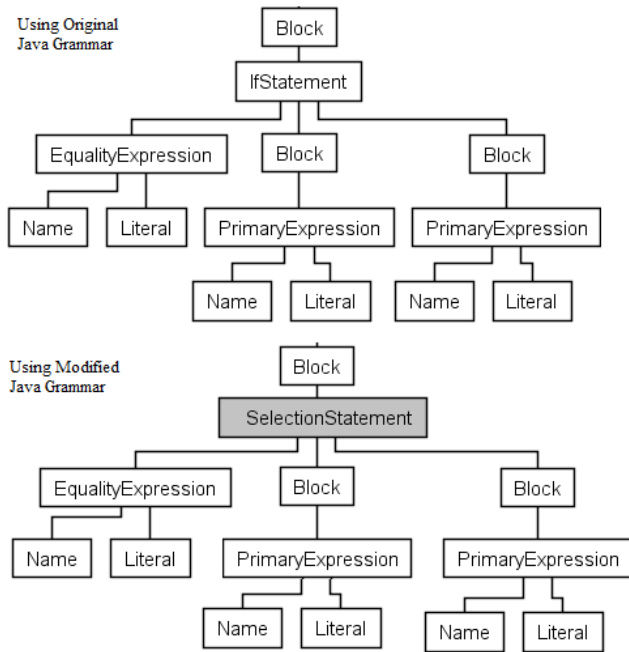 Using Original
Java Grammar
Block
IfStatement
EqualityExpression
Block
Block
Name
Literal
PrimaryExpression
PrimaryExpression
Name
Literal
Name
Literal
Using Modified
Java Grammar
Block
SelectionStatement
EqualityExpression
Block
Block
Name
Literal
PrimaryExpression
PrimaryExpression
Name
Literal
Name
Literal